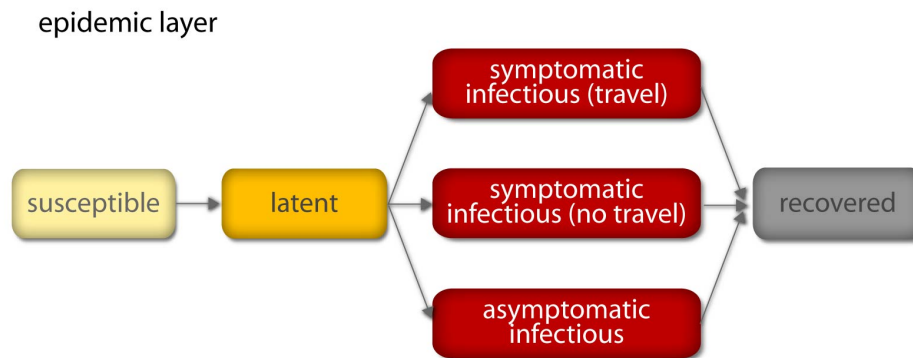 epidemic layer
symptomatic
infectious (travel)
susceptible
latent
symptomatic
infectious (no travel)
recovered
asymptomatic
infectious